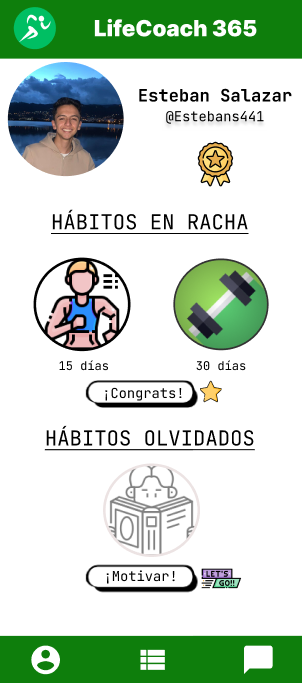 LifeCoach 365
Esteban Salazar
@Estebans441
HÁBITOS EN RACHA
15 días
30 días
¡Congrats!
HÁBITOS OLVIDADOS
¡Motivar!
LET'S
GO!!